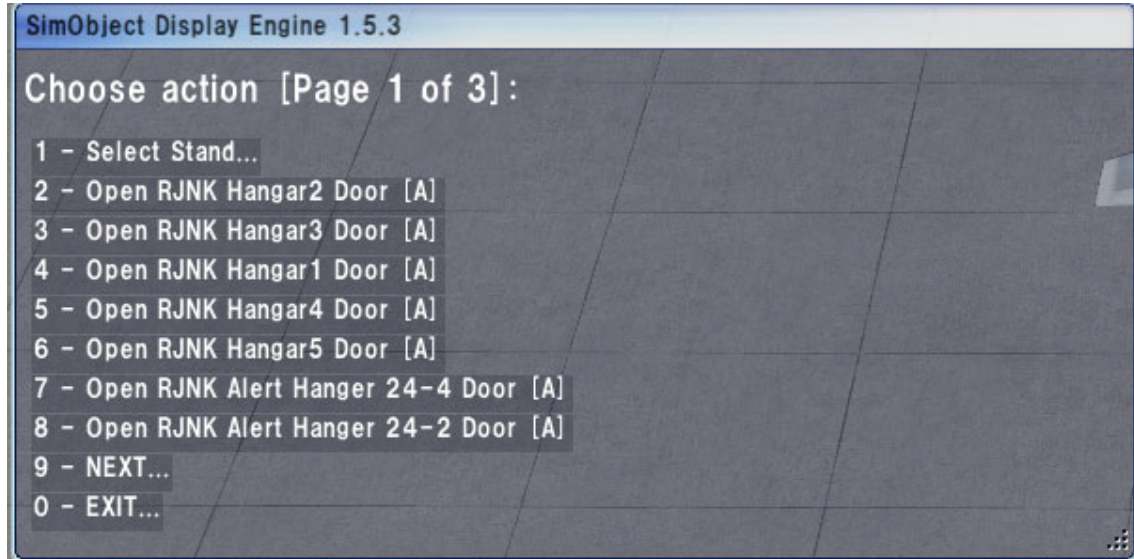 SimObject Display Engine 1.5.3
Choose action [Page 1 of 3]:
1 - Select Stand...
2 - Open RJNK Hangar2 Door [A]
3 - Open RJNK Hangar3 Door [A]
4 - Open RJNK Hangar1 Door [A]
5 - Open RJNK Hangar4 Door [A]
6 - Open RJNK Hangar5 Door [A]
7 - Open RJNK Alert Hanger 24-4 Door [A]
8 - Open RJNK Alert Hanger 24-2 Door [A]
9 - NEXT...
0 - EXIT...